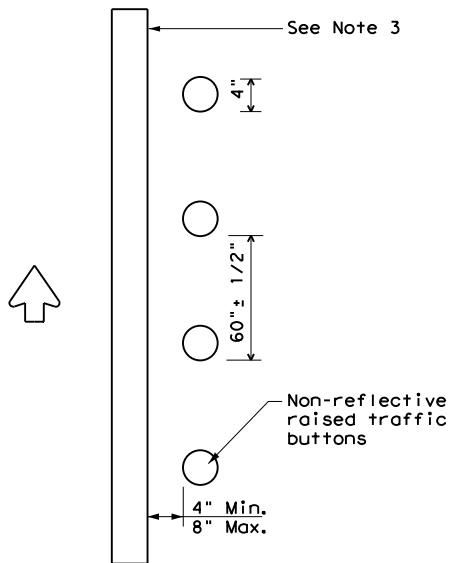 See Note 3
4"
60"± 1/2"
Non-reflective
raised traffic
buttons
4" Min.
8" Max.